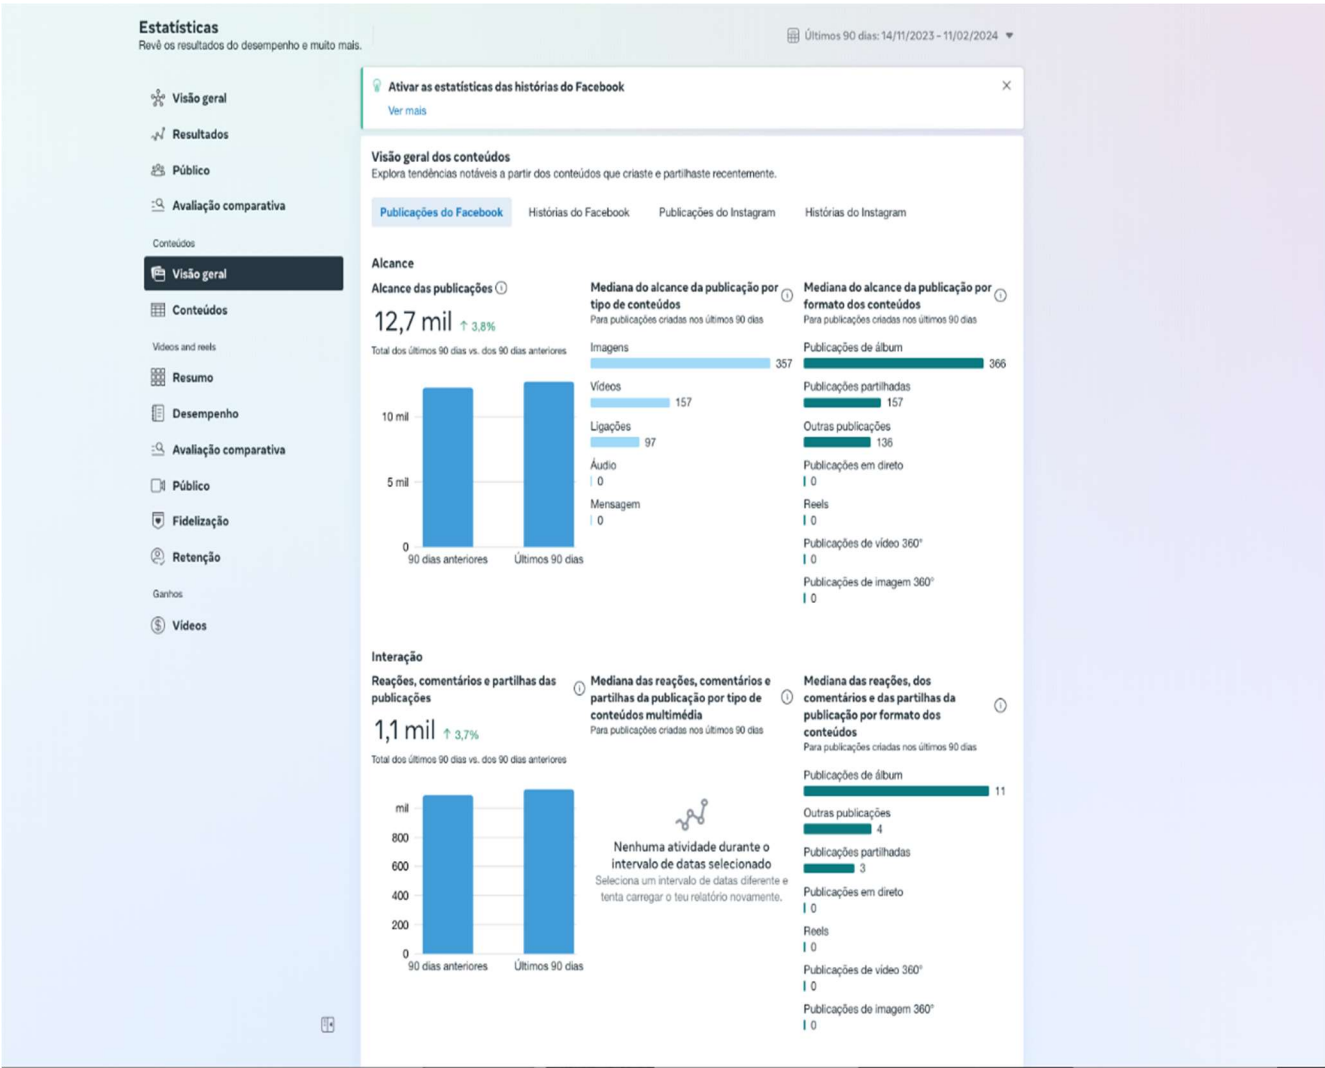 Estatísticas
Revê os resultados do desempenho e muito mais.
Últimos 90 dias: 14/11/2023 – 11/02/2024
Visão geral
Resultados
Público
Avaliação comparativa
Conteúdos
Visão geral
Conteúdos
Videos and reels
Resumo
Desempenho
Avaliação comparativa
Público
Fidelização
Retenção
Ganhos
Vídeos
Ativar as estatísticas das histórias do Facebook
Ver mais
Visão geral dos conteúdos
Explora tendências notáveis a partir dos conteúdos que criaste e partilhaste recentemente.
Publicações do Facebook
Histórias do Facebook
Publicações do Instagram
Histórias do Instagram
Alcance
Alcance das publicações
12,7 mil ↑ 3,8%
Total dos últimos 90 dias vs. dos 90 dias anteriores
10 mil
5 mil
0
90 dias anteriores
Últimos 90 dias
Mediana do alcance da publicação por
tipo de conteúdos
Para publicações criadas nos últimos 90 dias
Imagens
357
Vídeos
157
Ligações
97
Áudio
0
Mensagem
0
Mediana do alcance da publicação por
formato dos conteúdos
Para publicações criadas nos últimos 90 dias
Publicações de álbum
366
Publicações partilhadas
157
Outras publicações
136
Publicações em direto
0
Reels
0
Publicações de vídeo 360°
0
Publicações de imagem 360°
0
Interação
Reações, comentários e partilhas das
publicações
1,1 mil ↑ 3,7%
Total dos últimos 90 dias vs. dos 90 dias anteriores
mil
800
600
400
200
0
90 dias anteriores
Últimos 90 dias
Mediana das reações, comentários e
partilhas da publicação por tipo de
conteúdos multimédia
Para publicações criadas nos últimos 90 dias
Nenhuma atividade durante o
intervalo de datas selecionado
Seleciona um intervalo de datas diferente e
tenta carregar o teu relatório novamente.
Mediana das reações, dos
comentários e das partilhas da
publicação por formato dos
conteúdos
Para publicações criadas nos últimos 90 dias
Publicações de álbum
11
Outras publicações
4
Publicações partilhadas
3
Publicações em direto
0
Reels
0
Publicações de vídeo 360°
0
Publicações de imagem 360°
0